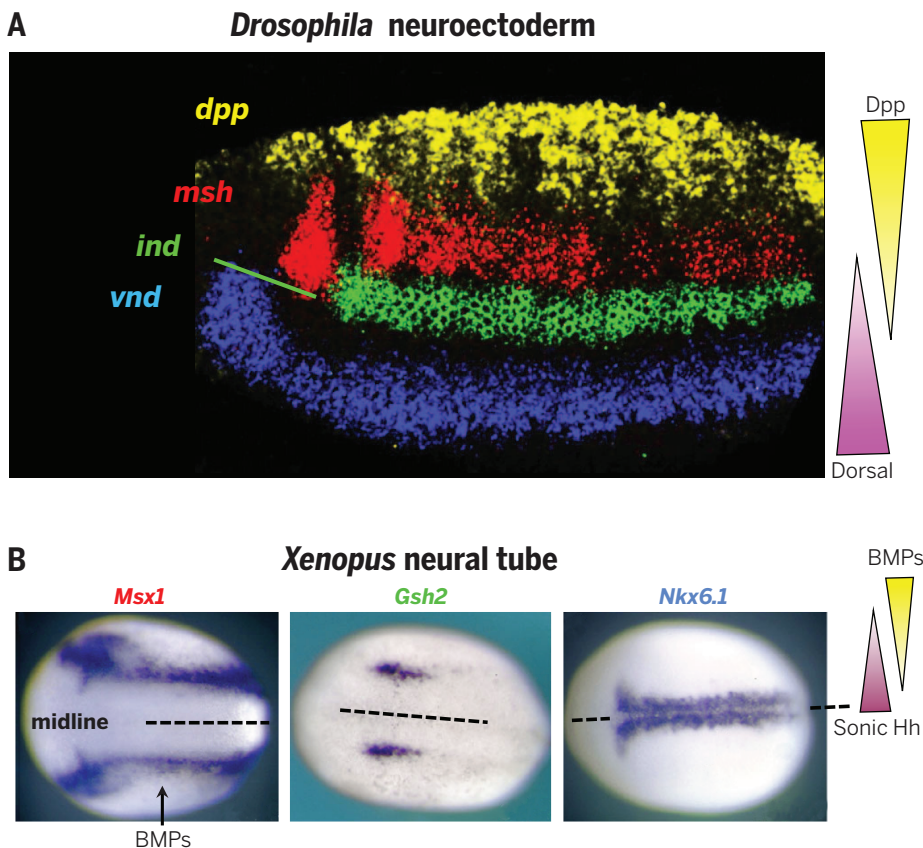 A
Drosophila neuroectoderm
dpp
msh
ind
vnd
Dpp
Dorsal
B
Xenopus neural tube
Msx1
Gsh2
Nkx6.1
BMPs
midline
Sonic Hh
BMPs